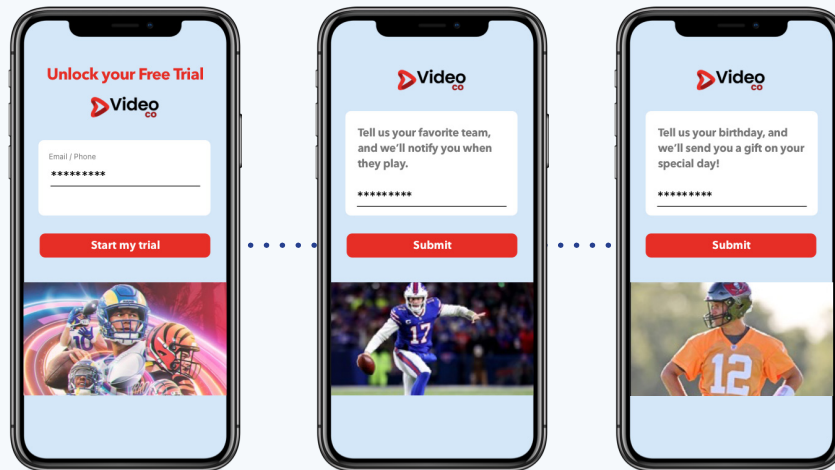 Unlock your Free Trial
Video
co
Email / Phone
*********
Start my trial
Video
co
Tell us your favorite team,
and we'll notify you when
they play.
*********
Submit
17
Video
co
Tell us your birthday, and
we'll send you a gift on your
special day!
*********
Submit
12